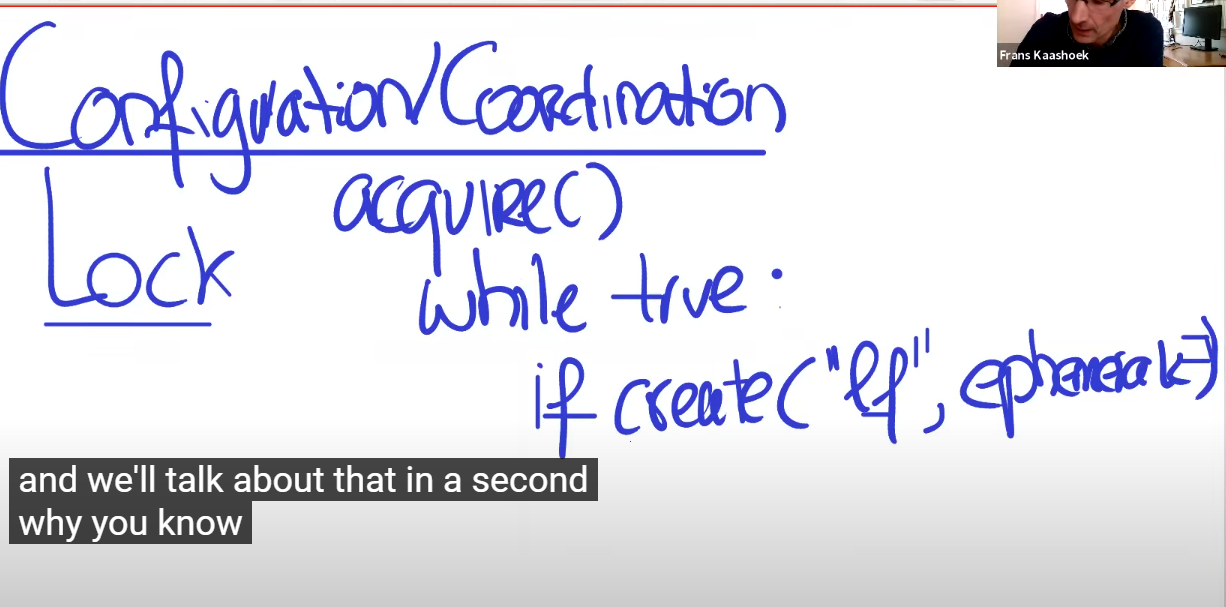 Frans Kaashoek
Configuration/Coordination
Lock
acquire()
while true:
if create("lf", ephemeral=)
and we'll talk about that in a second
why you know